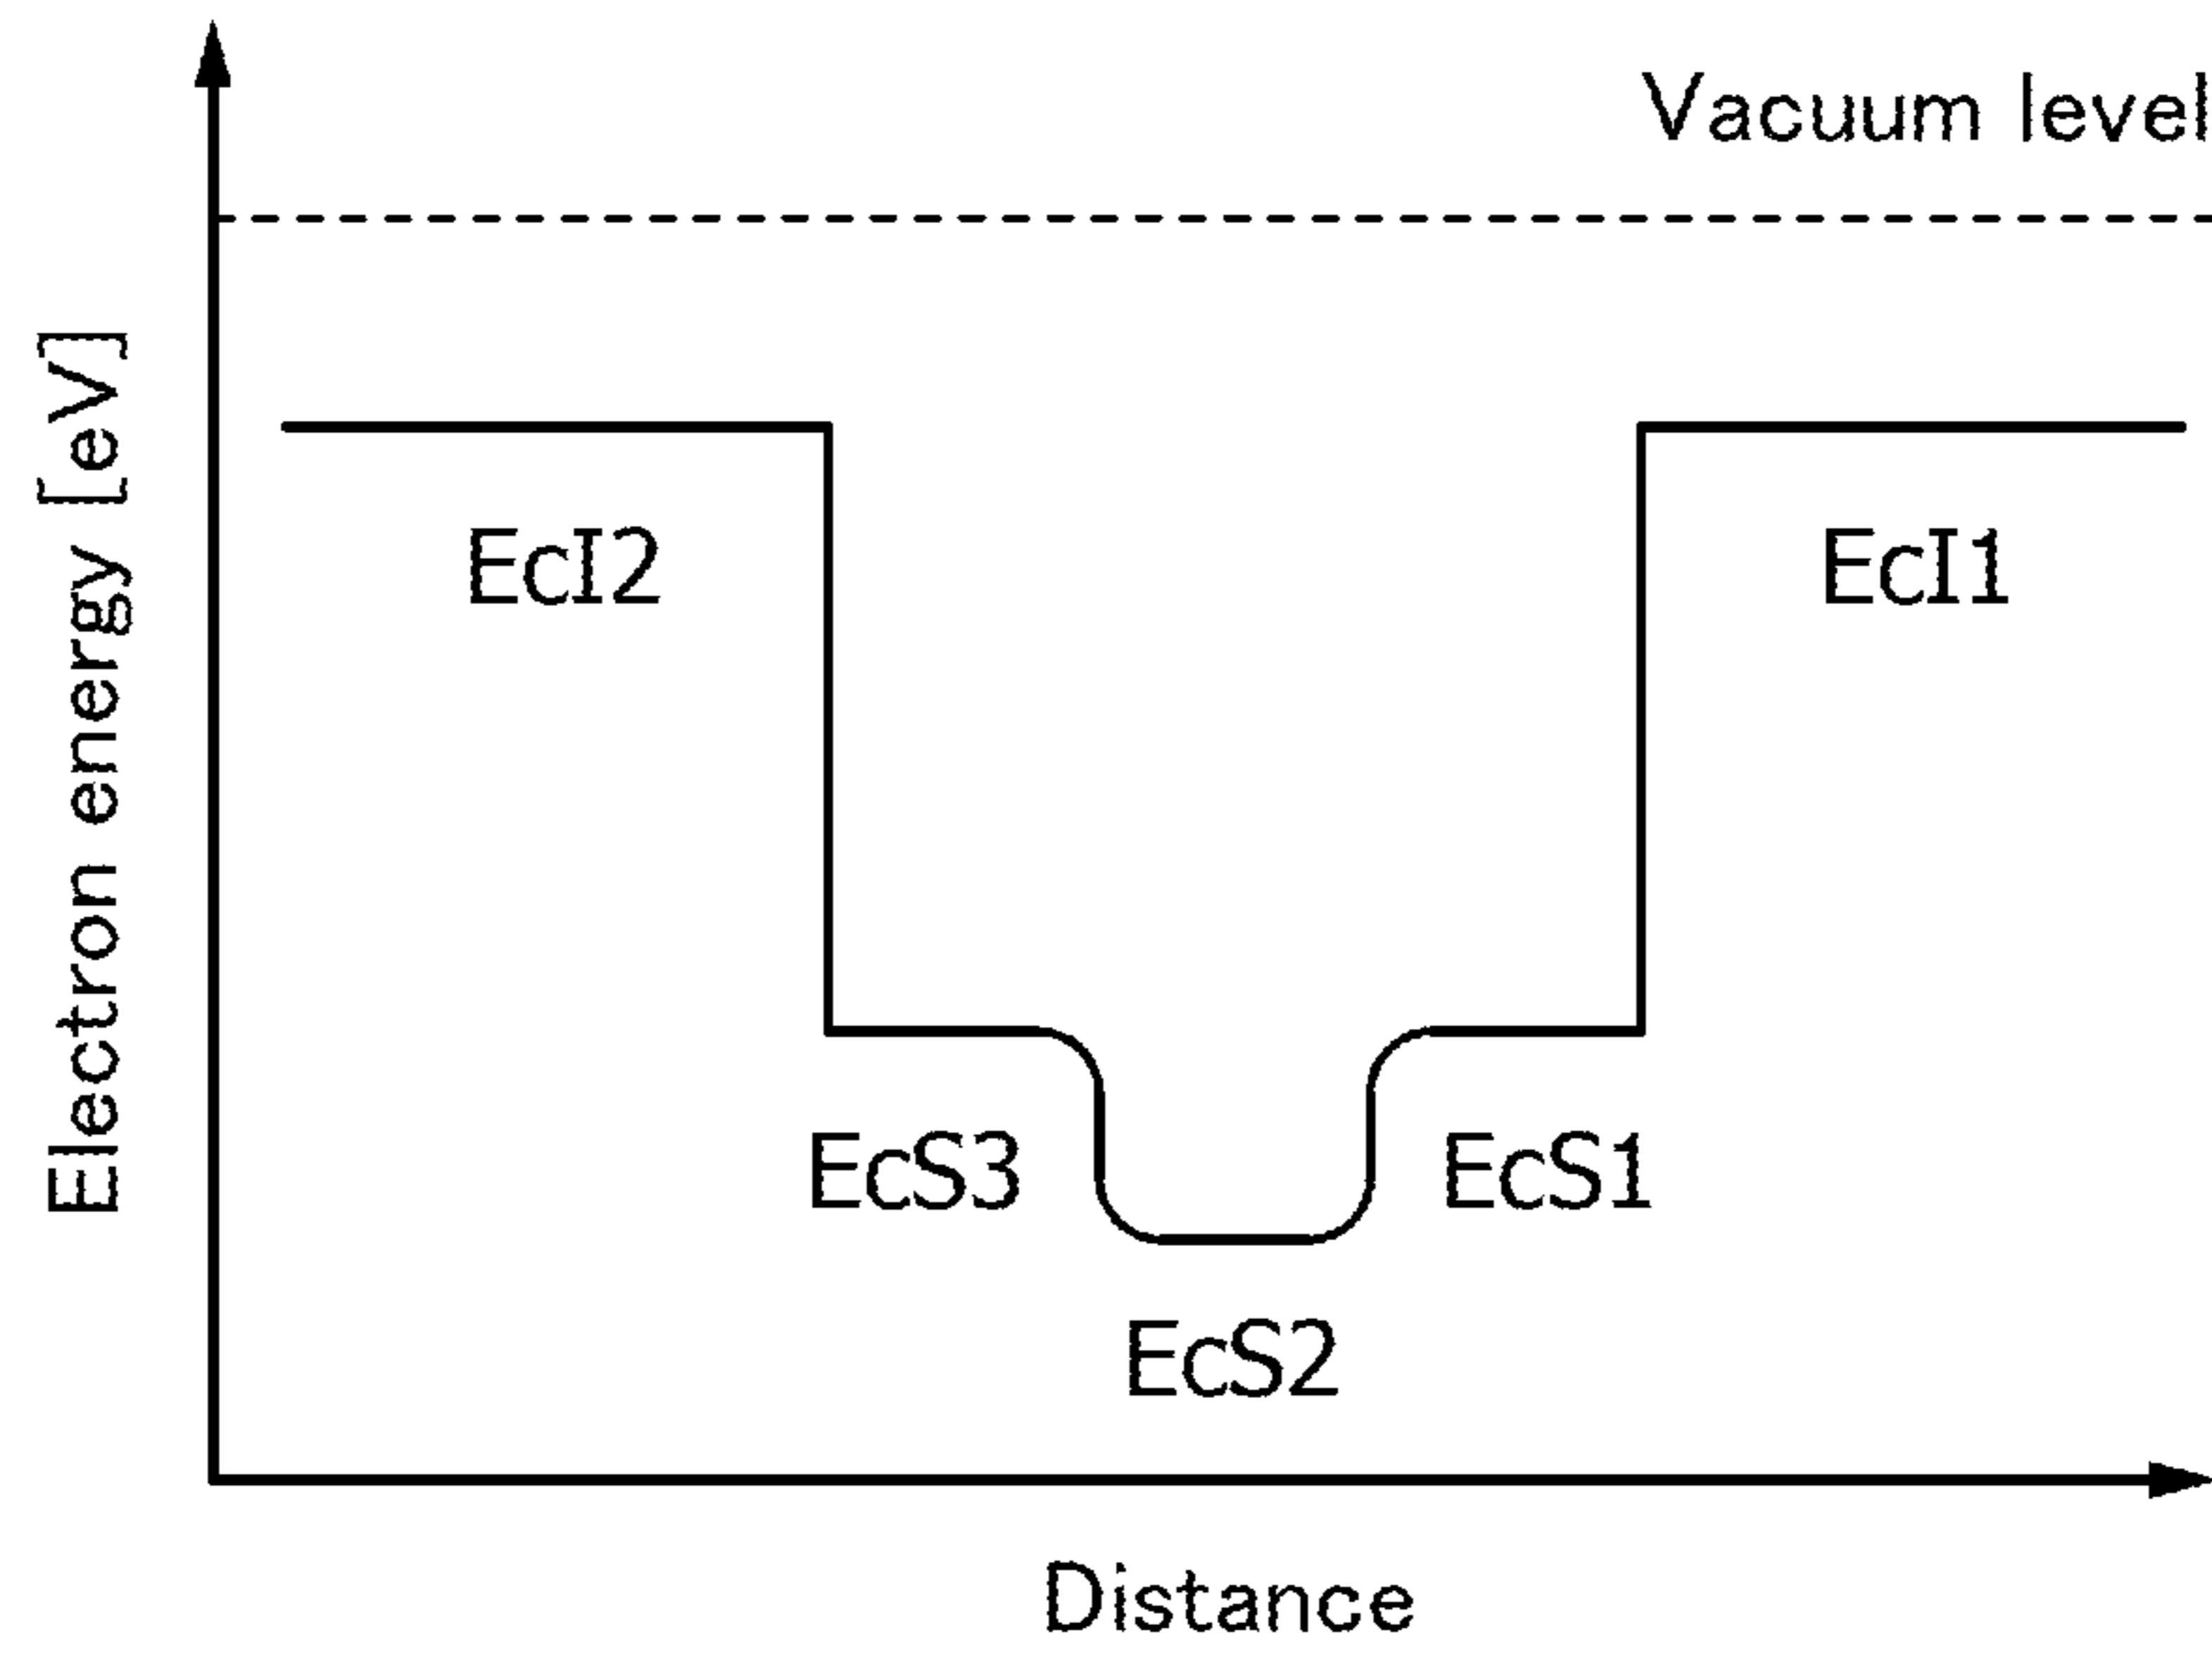 Vacuum level
Electron energy [eV]
EcI2
EcI1
EcS3
EcS1
EcS2
Distance